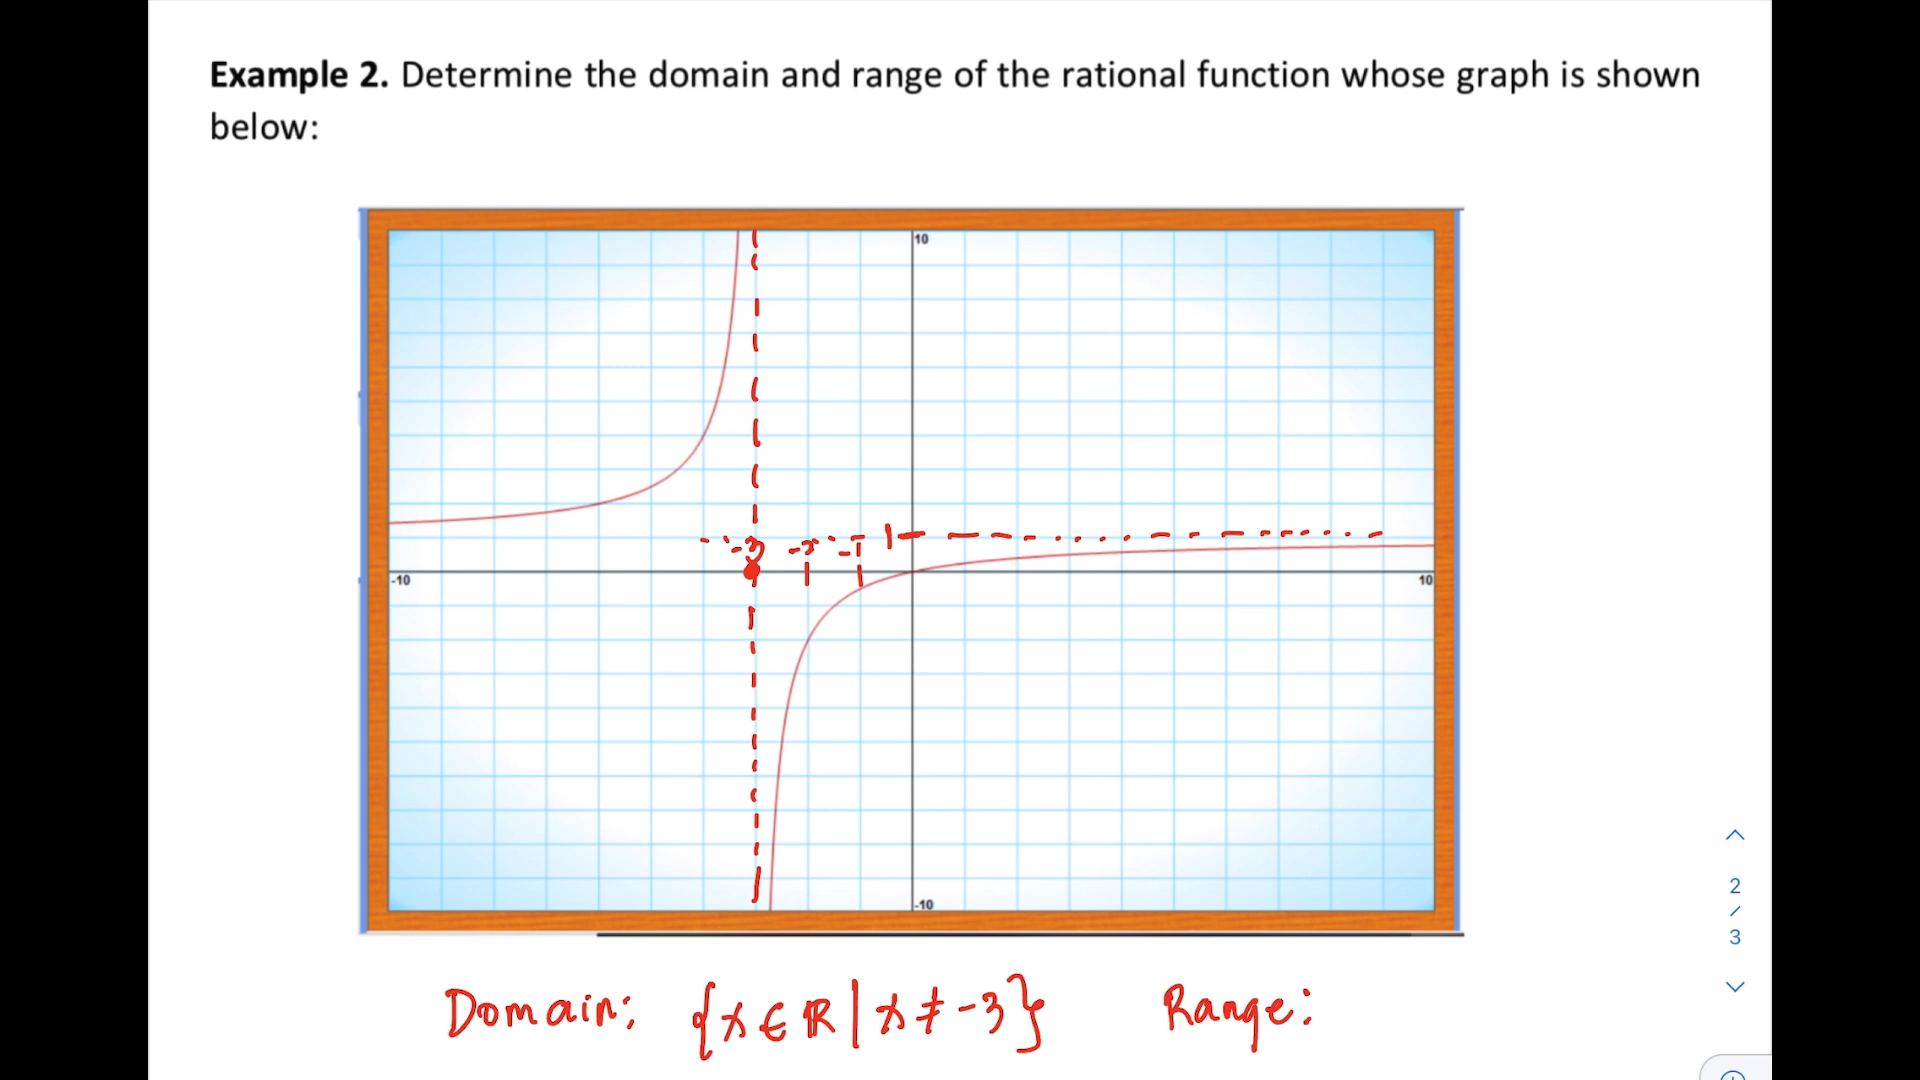 Example 2. Determine the domain and range of the rational function whose graph is shown
below:
10
1
-3 -2 -1
-10 10
-10
2
/
3
Domain: {x ∈ ℝ | x ≠ -3} Range: